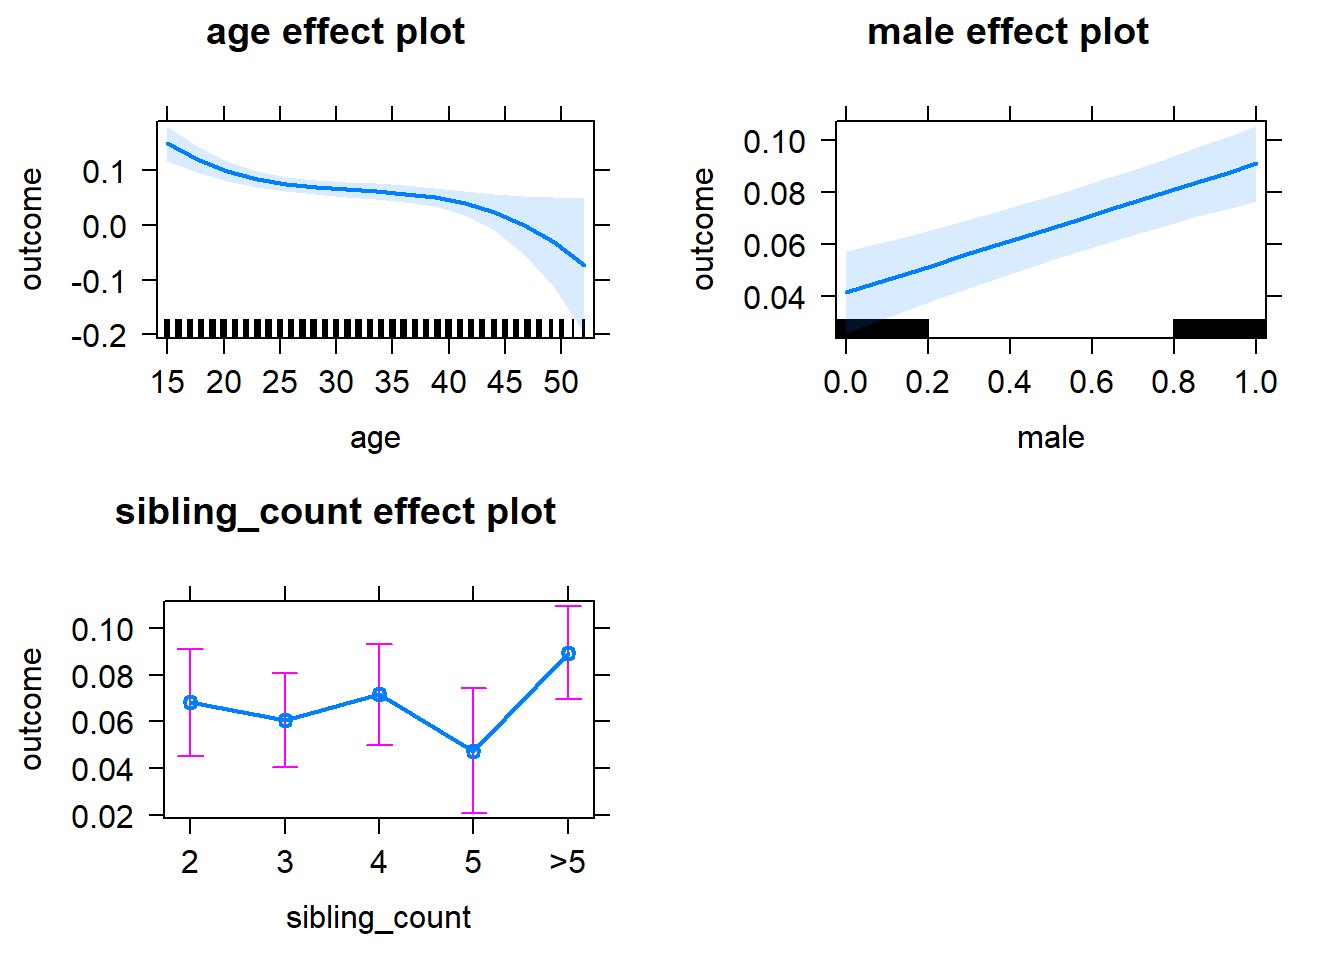 age effect plot
outcome
0.1
0.0
-0.1
-0.2
15 20 25 30 35 40 45 50
age
male effect plot
outcome
0.10
0.08
0.06
0.04
0.0 0.2 0.4 0.6 0.8 1.0
male
sibling_count effect plot
outcome
0.10
0.08
0.06
0.04
0.02
2 3 4 5 >5
sibling_count